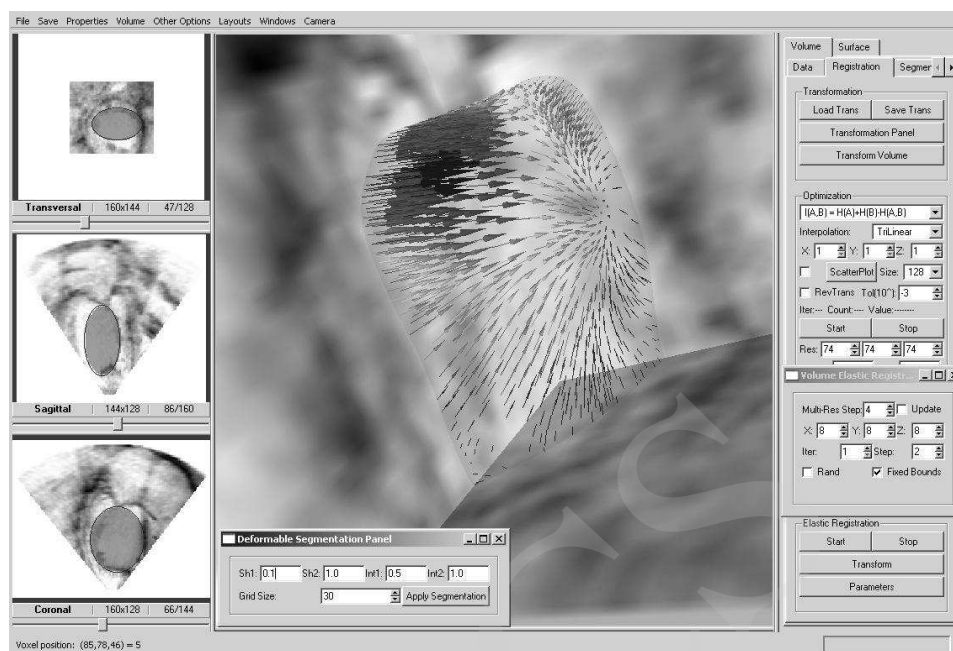 File Save Properties Volume Other Options Layouts Windows Camera
Transversal 160x144 47/128
Sagittal 144x128 86/160
Coronal 160x128 66/144
Voxel position: (85,78,46) = 5
Deformable Segmentation Panel
Sh1: 0.1 Sh2: 1.0 Int1: 0.5 Int2: 1.0
Grid Size: 30 Apply Segmentation
Volume Surface
Data Registration Segmer
Transformation
Load Trans Save Trans
Transformation Panel
Transform Volume
Optimization
I(A,B) = H(A)+H(B)-H(A,B)
Interpolation: TriLinear
X: 1 Y: 1 Z: 1
ScatterPlot Size: 128
RevTrans Tol(10^): -3
Iter:--- Count:---- Value:--------
Start Stop
Res: 74 74 74
Volume Elastic Registr...
Multi-Res Step: 4 Update
X: 8 Y: 8 Z: 8
Iter: 1 Step: 2
Rand Fixed Bounds
Elastic Registration
Start Stop
Transform
Parameters